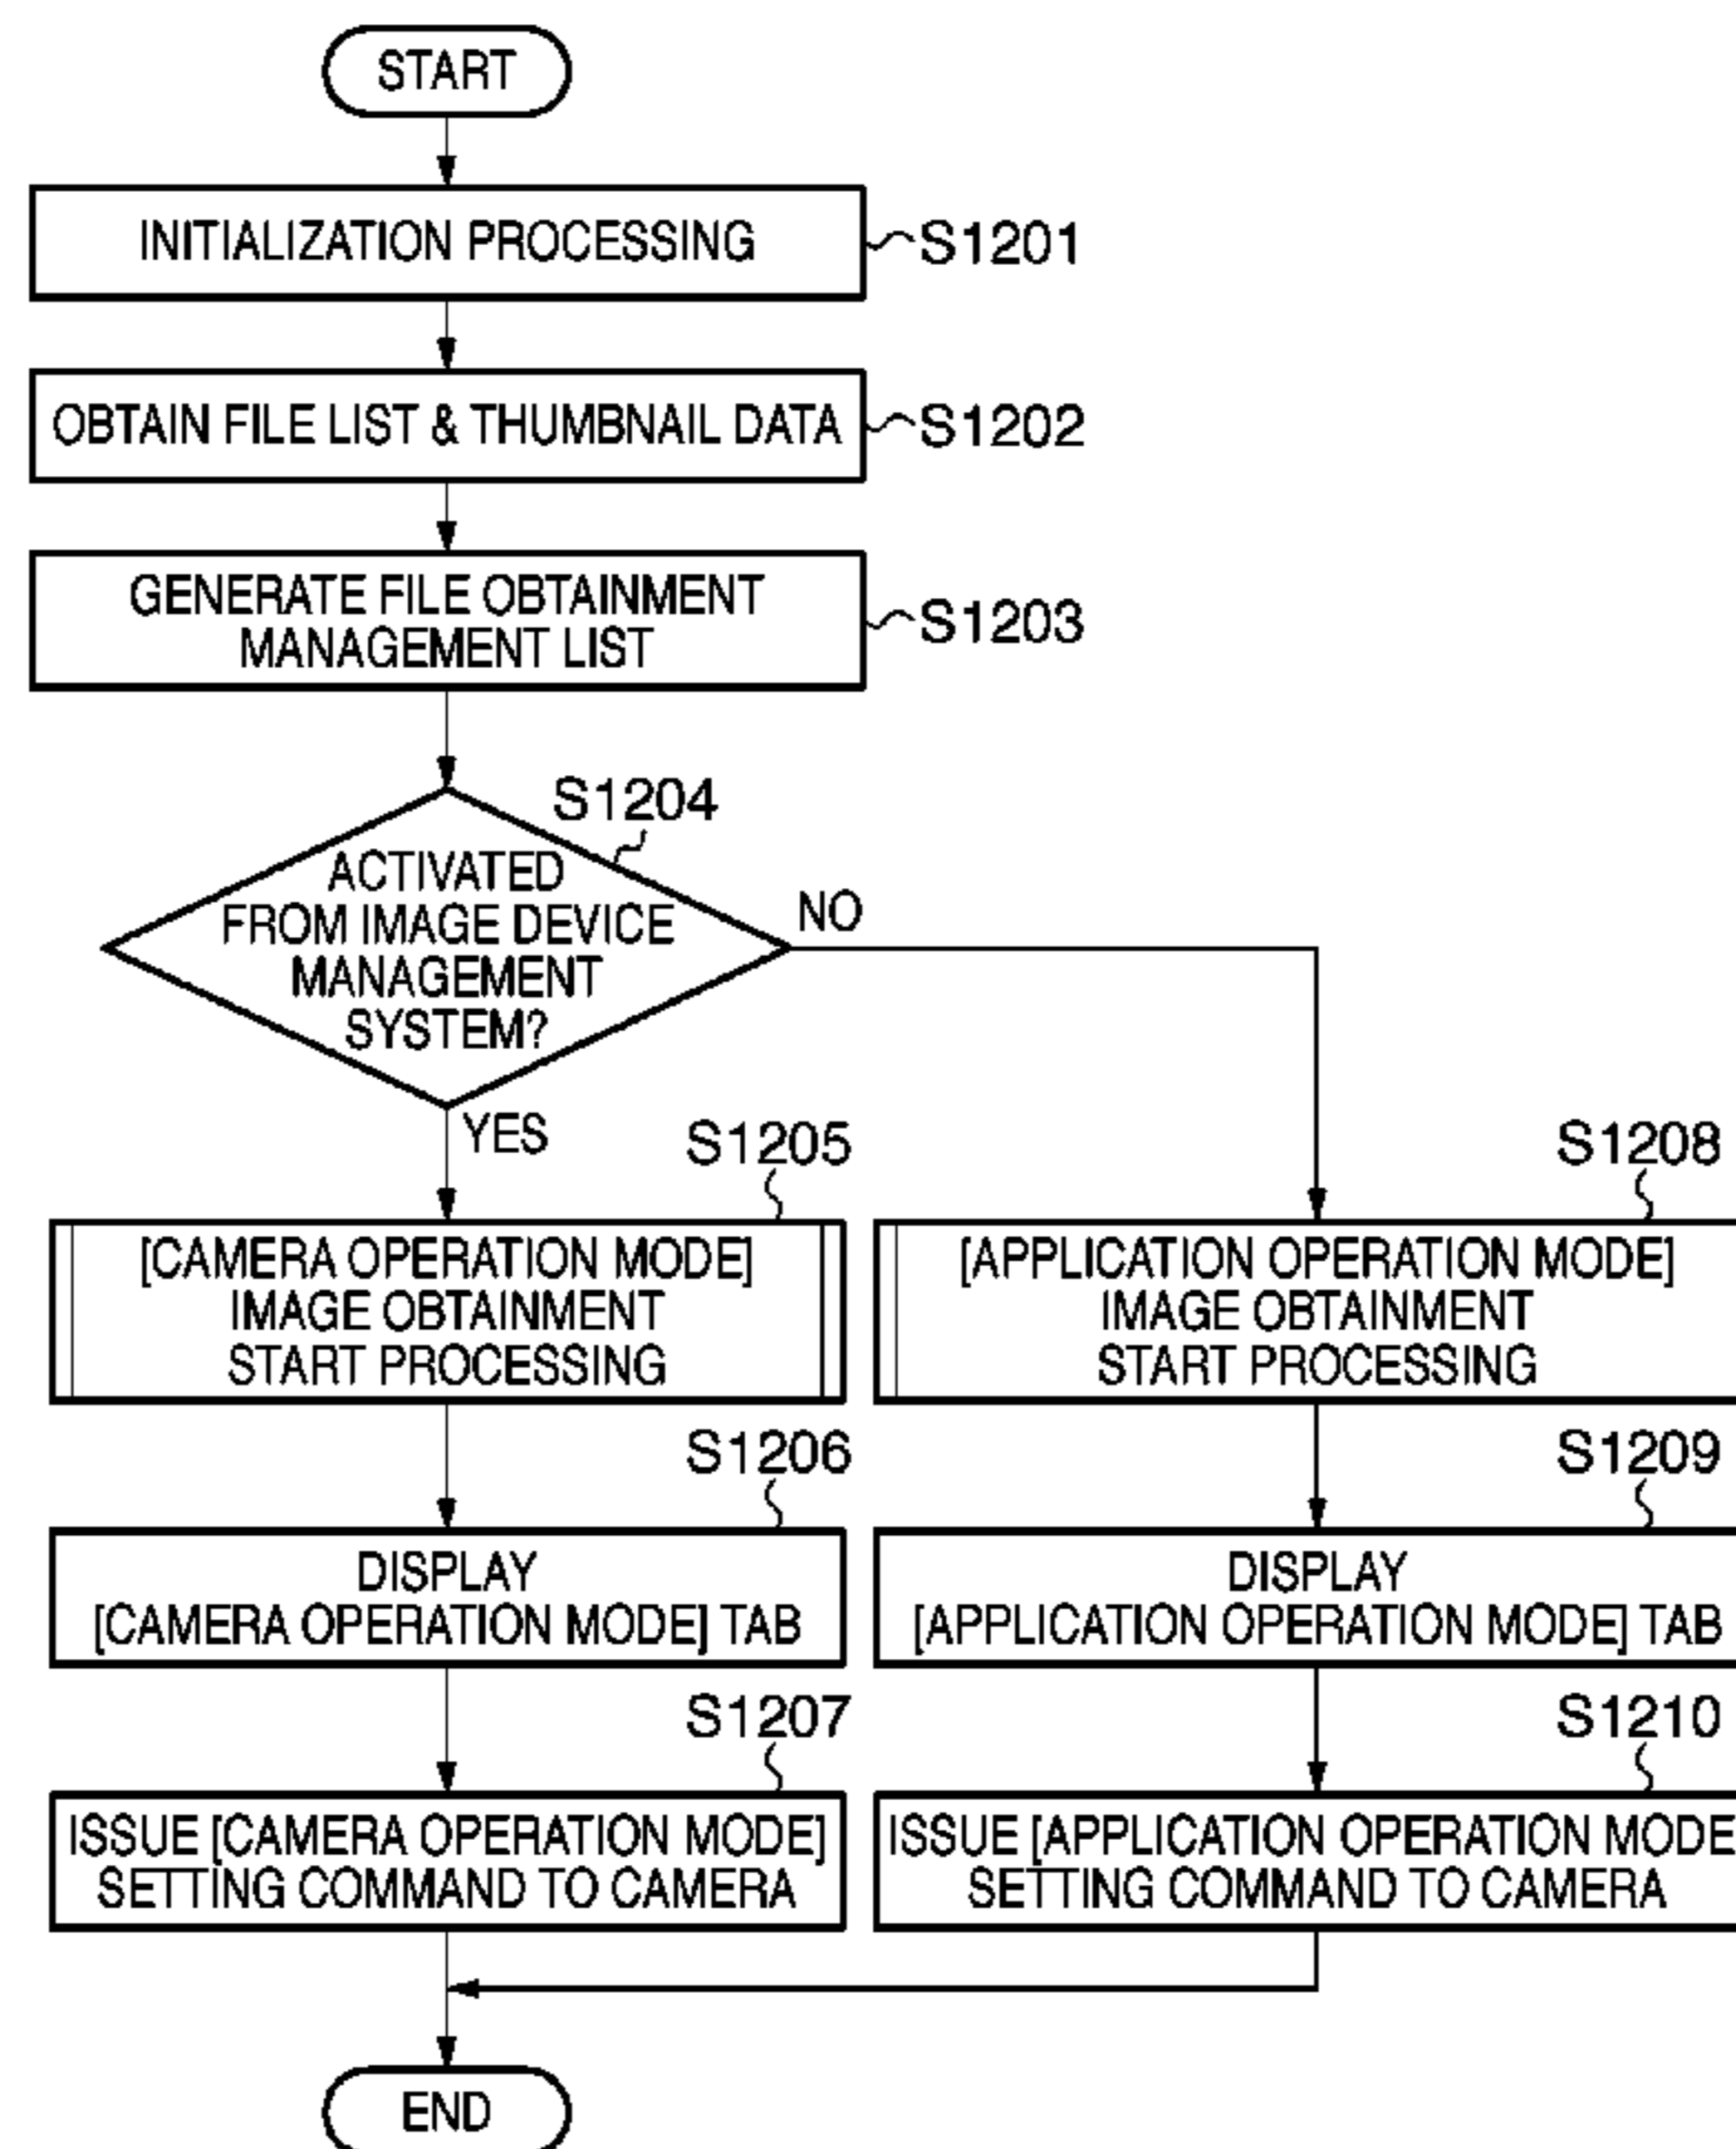 START
INITIALIZATION PROCESSING
S1201
OBTAIN FILE LIST & THUMBNAIL DATA
S1202
GENERATE FILE OBTAINMENT
MANAGEMENT LIST
S1203
S1204
ACTIVATED
FROM IMAGE DEVICE
MANAGEMENT
SYSTEM?
NO
YES
S1205
[CAMERA OPERATION MODE]
IMAGE OBTAINMENT
START PROCESSING
S1208
[APPLICATION OPERATION MODE]
IMAGE OBTAINMENT
START PROCESSING
S1206
DISPLAY
[CAMERA OPERATION MODE] TAB
S1209
DISPLAY
[APPLICATION OPERATION MODE] TAB
S1207
ISSUE [CAMERA OPERATION MODE]
SETTING COMMAND TO CAMERA
S1210
ISSUE [APPLICATION OPERATION MODE
SETTING COMMAND TO CAMERA
END